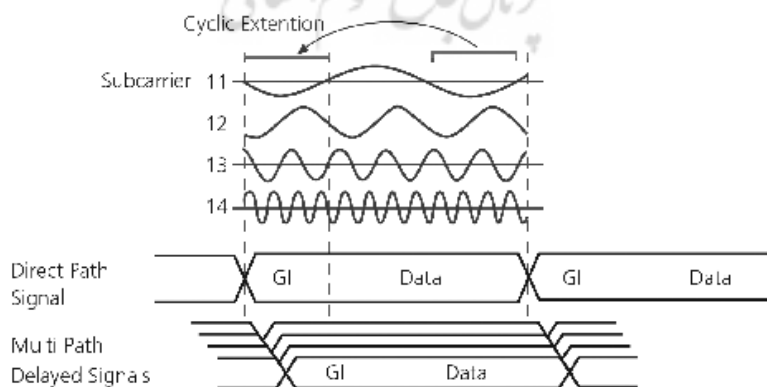 Cyclic Extention
Subcarrier 11
12
13
14
Direct Path
Signal
GI Data GI Data
Multi Path
Delayed Signals
GI Data